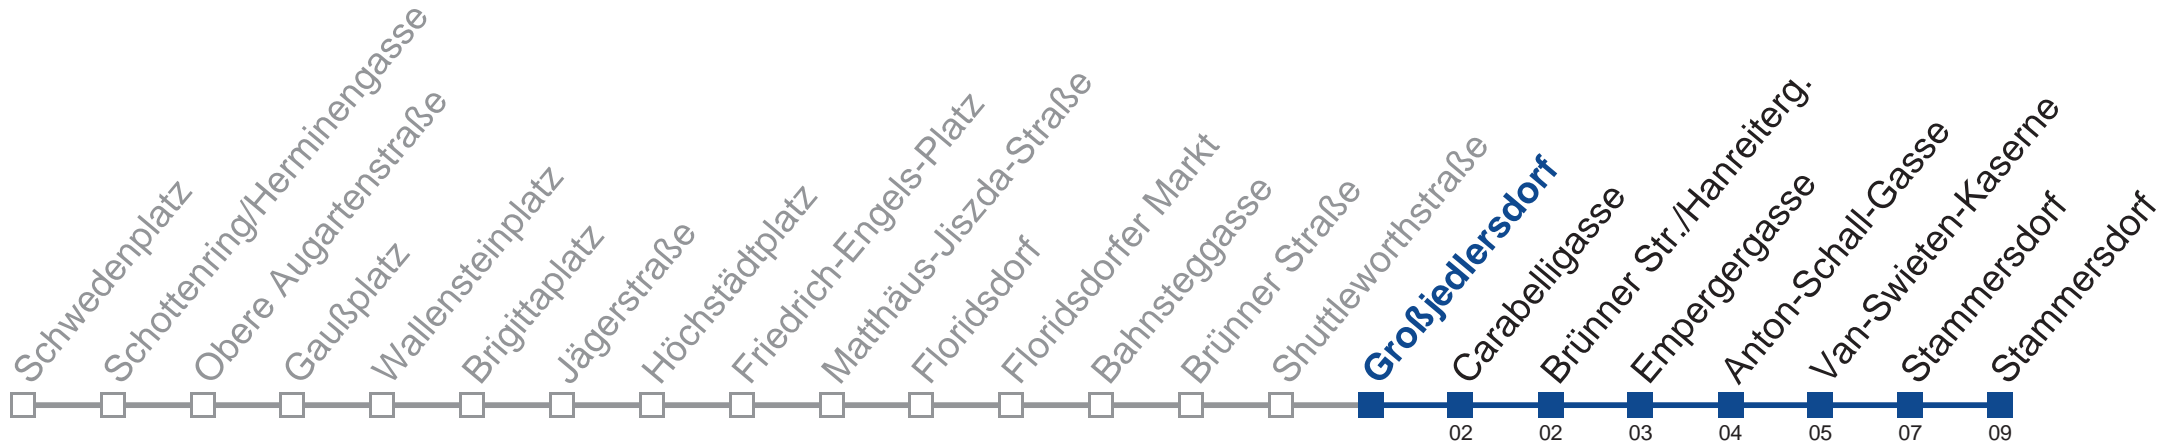 Schwedenplatz
Schottenring/Herminengasse
Obere Augartenstraße
Gaußplatz
Wallensteinplatz
Brigittaplatz
Jägerstraße
Höchstädtplatz
Friedrich-Engels-Platz
Matthäus-Jiszda-Straße
Floridsdorf
Floridsdorfer Markt
Bahnsteggasse
Brünner Straße
Shuttleworthstraße
Großjedlersdorf
Carabelligasse
Brünner Str./Hanreiterg.
Empergergasse
Anton-Schall-Gasse
Van-Swieten-Kaserne
Stammersdorf
Stammersdorf
02 02 03 04 05 07 09